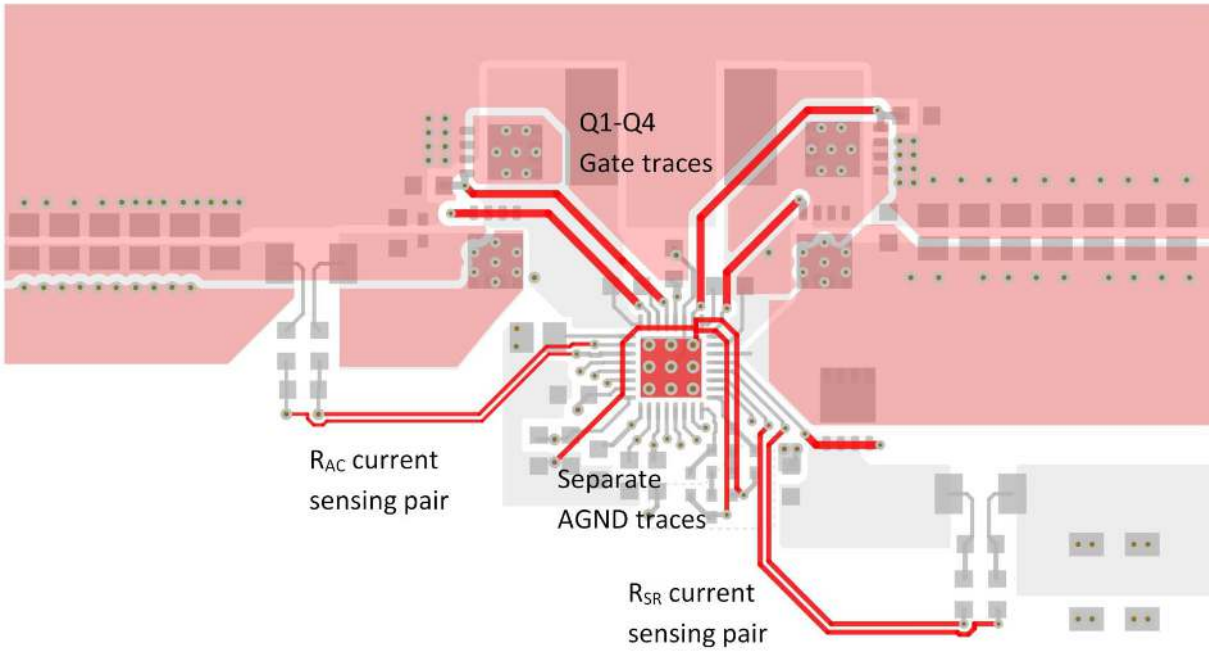 Q1-Q4
Gate traces
RAC current
sensing pair
Separate
AGND traces
RSR current
sensing pair